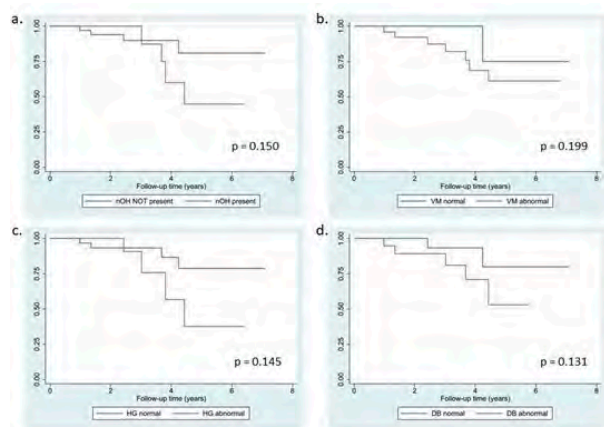 a.
1.00
0.75
0.50
0.25
0.00
p = 0.150
0 2 4 6 8
Follow-up time (years)
nOH NOT present nOH present
b.
1.00
0.75
0.50
0.25
0.00
p = 0.199
0 2 4 6 8
Follow-up time (years)
VM normal VM abnormal
c.
1.00
0.75
0.50
0.25
0.00
p = 0.145
0 2 4 6 8
Follow-up time (years)
HG normal HG abnormal
d.
1.00
0.75
0.50
0.25
0.00
p = 0.131
0 2 4 6 8
Follow-up time (years)
DB normal DB abnormal